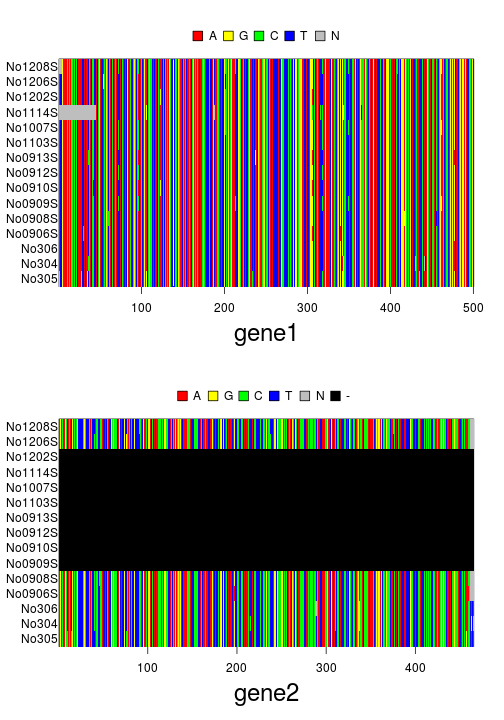 A G C T N
No1208S
No1206S
No1202S
No1114S
No1007S
No1103S
No0913S
No0912S
No0910S
No0909S
No0908S
No0906S
No306
No304
No305
100 200 300 400 500
gene1
A G C T N -
No1208S
No1206S
No1202S
No1114S
No1007S
No1103S
No0913S
No0912S
No0910S
No0909S
No0908S
No0906S
No306
No304
No305
100 200 300 400
gene2